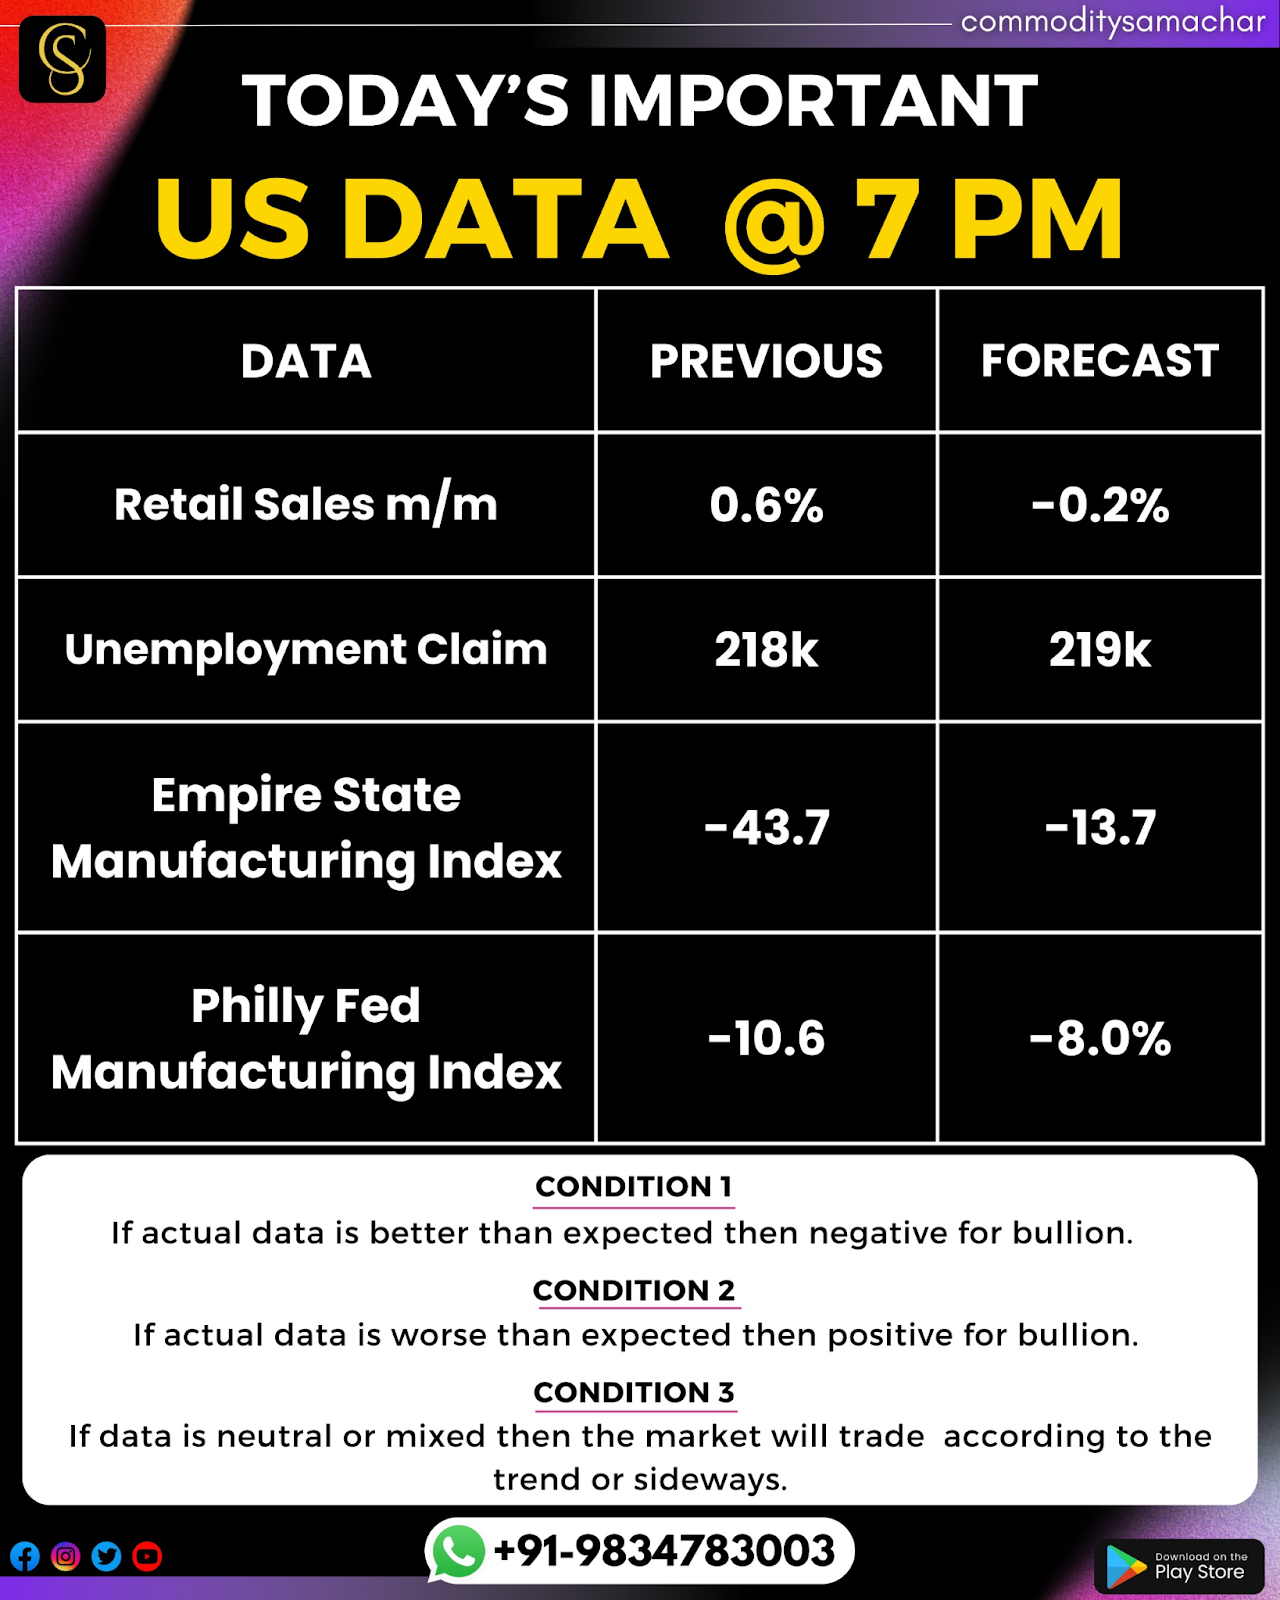 commoditysamachar
TODAY'S IMPORTANT
US DATA @ 7 PM
DATA PREVIOUS FORECAST
Retail Sales m/m 0.6% -0.2%
Unemployment Claim 218k 219k
Empire State
Manufacturing Index -43.7 -13.7
Philly Fed
Manufacturing Index -10.6 -8.0%
CONDITION 1
If actual data is better than expected then negative for bullion.
CONDITION 2
If actual data is worse than expected then positive for bullion.
CONDITION 3
If data is neutral or mixed then the market will trade according to the
trend or sideways.
+91-9834783003
Download on the
Play Store